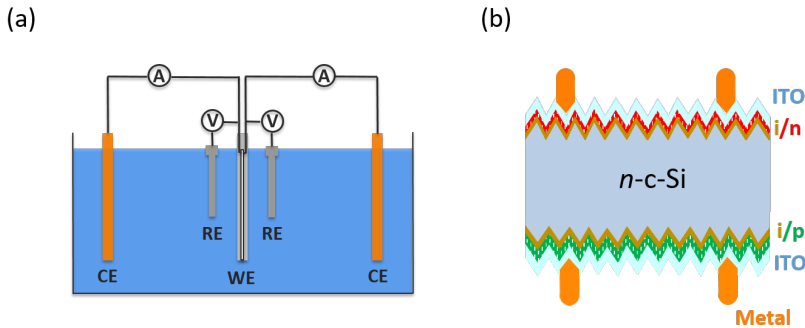 (a)
(b)
A
A
V
V
RE
RE
CE
WE
CE
ITO
i/n
n-c-Si
i/p
ITO
Metal